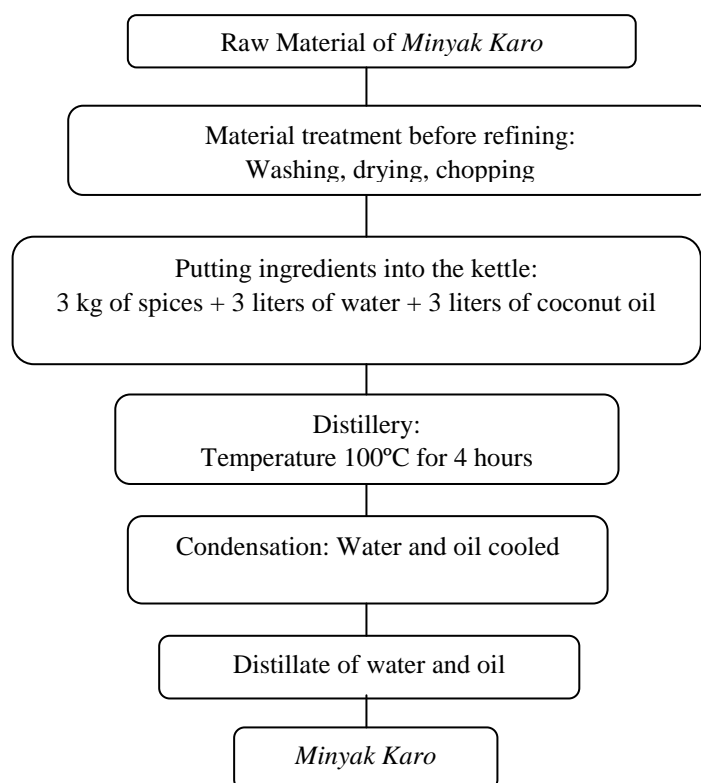 Raw Material of Minyak Karo
Material treatment before refining:
Washing, drying, chopping
Putting ingredients into the kettle:
3 kg of spices + 3 liters of water + 3 liters of coconut oil
Distillery:
Temperature 100ºC for 4 hours
Condensation: Water and oil cooled
Distillate of water and oil
Minyak Karo